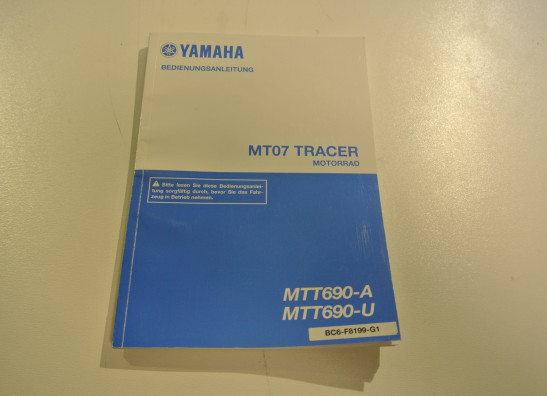 YAMAHA
BEDIENUNGSANLEITUNG
MT07 TRACER
MOTORRAD
Bitte lesen Sie diese Bedienungsanlei-
tung sorgfältig durch, bevor Sie das Fahr-
zeug in Betrieb nehmen.
MTT690-A
MTT690-U
BC6-F8199-G1